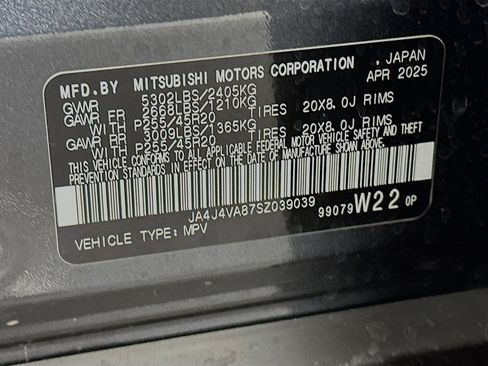 MFD.BY MITSUBISHI MOTORS CORPORATION , JAPAN
APR 2025
GVWR 5302LBS/2405KG
GAWR FR 2668LBS/1210KG
WITH P255/45R20 TIRES 20X8.0J RIMS
GAWR RR 3009LBS/1365KG
WITH P255/45R20 TIRES 20X8.0J RIMS
THIS VEHICLE CONFORMS TO ALL APPLICABLE FEDERAL MOTOR VEHICLE SAFETY AND THEFT
PREVENTION STANDARDS IN EFFECT ON THE DATE OF MANUFACTURE SHOWN ABOVE.
JA4J4VA87SZ039039
99079 W22 0P
VEHICLE TYPE: MPV